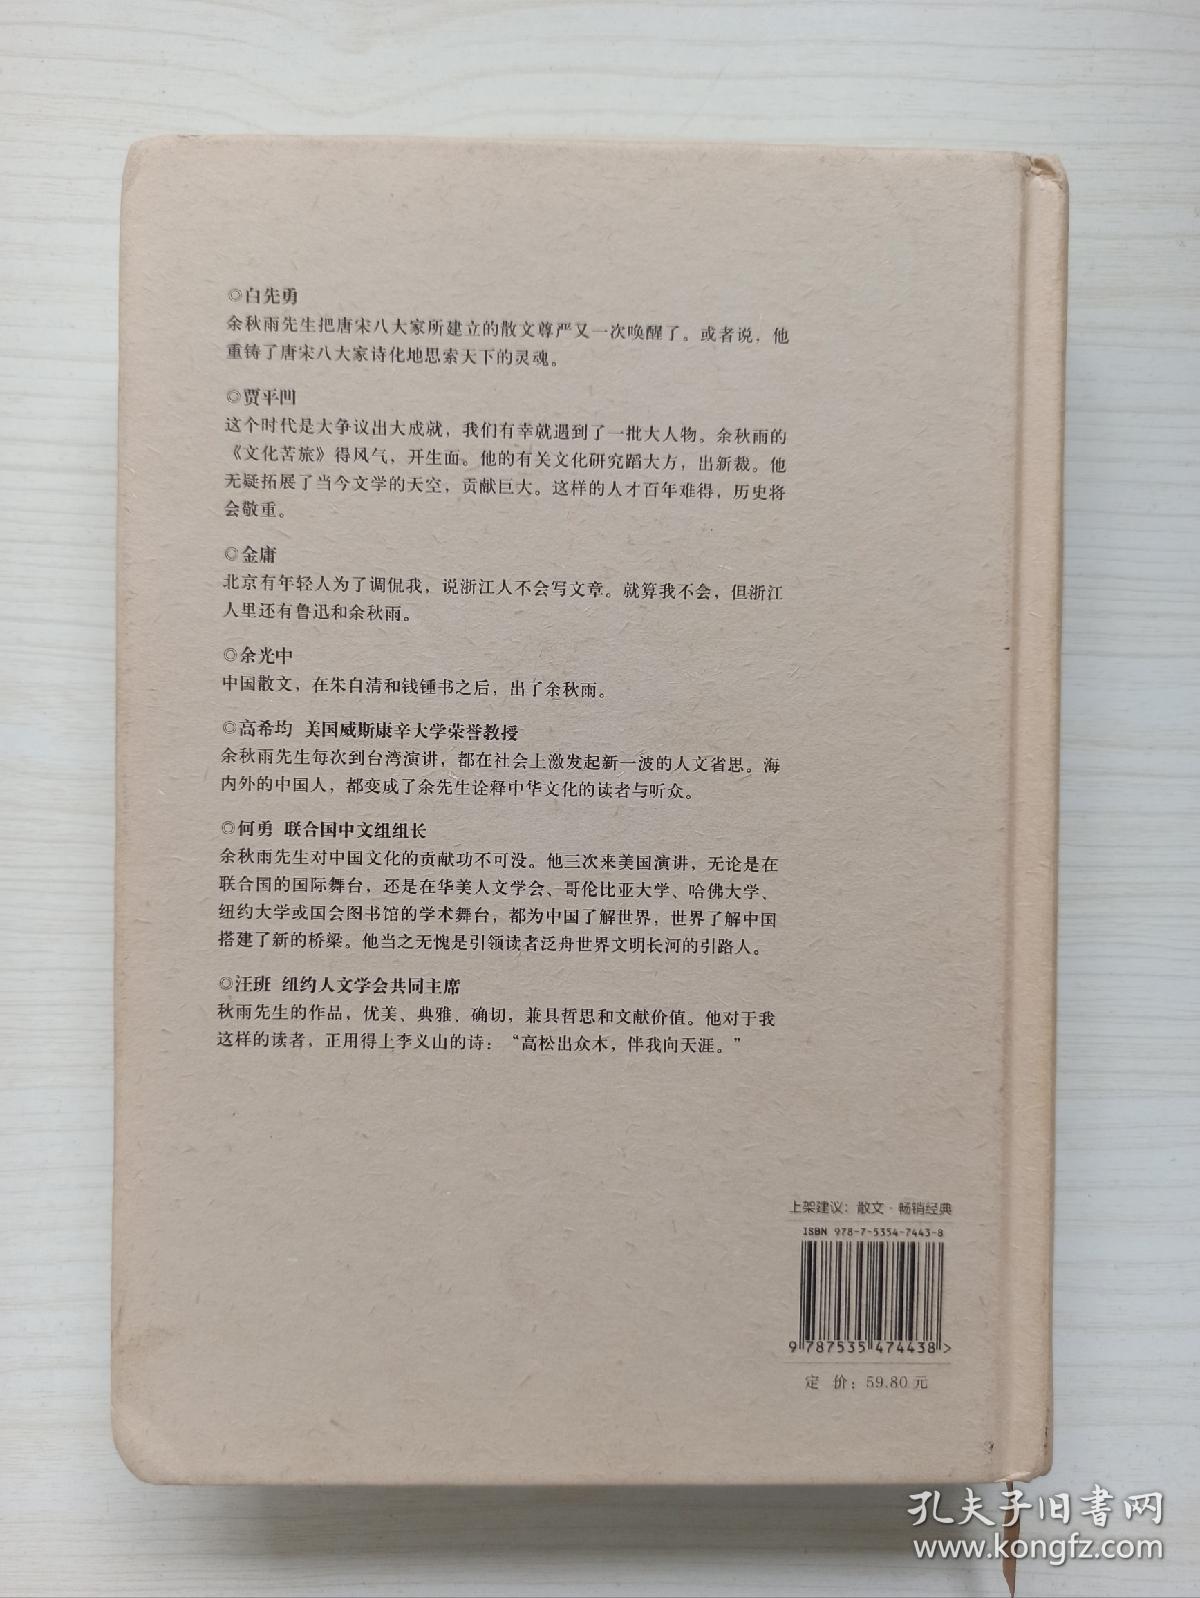 ◎白先勇
余秋雨先生把唐宋八大家所建立的散文尊严又一次唤醒了。或者说，他
重铸了唐宋八大家诗化地思索天下的灵魂。
◎贾平凹
这个时代是大争议出大成就，我们有幸就遇到了一批大人物。余秋雨的
《文化苦旅》得风气，开生面。他的有关文化研究蹈大方，出新裁。他
无疑拓展了当今文学的天空，贡献巨大。这样的人才百年难得，历史将
会敬重。
◎金庸
北京有年轻人为了调侃我，说浙江人不会写文章。就算我不会，但浙江
人里还有鲁迅和余秋雨。
◎余光中
中国散文，在朱自清和钱锺书之后，出了余秋雨。
◎高希均 美国威斯康辛大学荣誉教授
余秋雨先生每次到台湾演讲，都在社会上激发起新一波的人文省思。海
内外的中国人，都变成了余先生诠释中华文化的读者与听众。
◎何勇 联合国中文组组长
余秋雨先生对中国文化的贡献功不可没。他三次来美国演讲，无论是在
联合国的国际舞台，还是在华美人文学会、哥伦比亚大学、哈佛大学、
纽约大学或国会图书馆的学术舞台，都为中国了解世界，世界了解中国
搭建了新的桥梁。他当之无愧是引领读者泛舟世界文明长河的引路人。
◎汪班 纽约人文学会共同主席
秋雨先生的作品，优美、典雅、确切，兼具哲思和文献价值。他对于我
这样的读者，正用得上李义山的诗：“高松出众木，伴我向天涯。”
上架建议：散文·畅销经典
ISBN 978-7-5354-7443-8
9 787535 474438 >
定 价：59.80元
孔夫子旧书网
www.kongfz.com